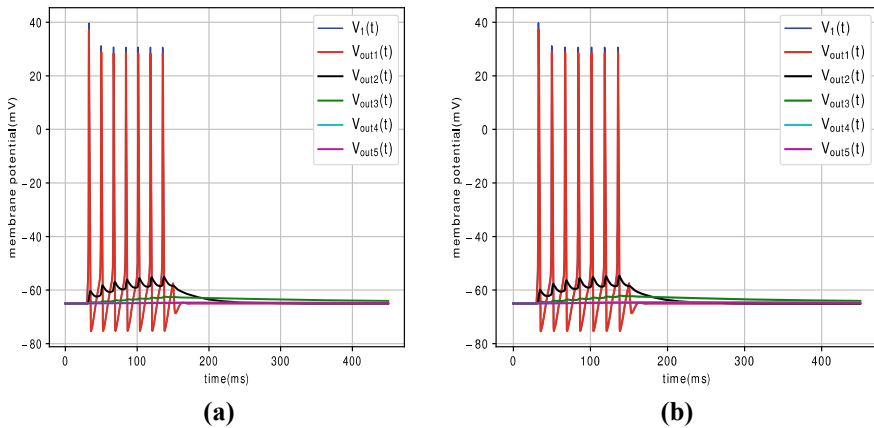 40
20
0
−20
−40
−60
−80
membrane potential(mV)
0 100 200 300 400
time(ms)
V1(t)
Vout1(t)
Vout2(t)
Vout3(t)
Vout4(t)
Vout5(t)
(a)
40
20
0
−20
−40
−60
−80
membrane potential(mV)
0 100 200 300 400
time(ms)
V1(t)
Vout1(t)
Vout2(t)
Vout3(t)
Vout4(t)
Vout5(t)
(b)